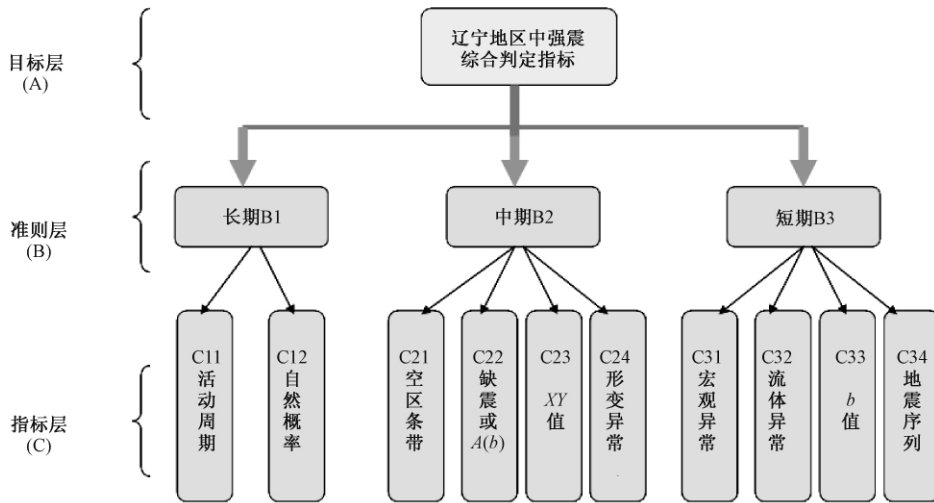 辽宁地区中强震
综合判定指标
目标层
(A)
准则层
(B)
长期B1
中期B2
短期B3
指标层
(C)
C11
活动周期
C12
自然概率
C21
空区条带
C22
缺震或
A(b)
C23
XY
值
C24
形变异常
C31
宏观异常
C32
流体异常
C33
b
值
C34
地震序列